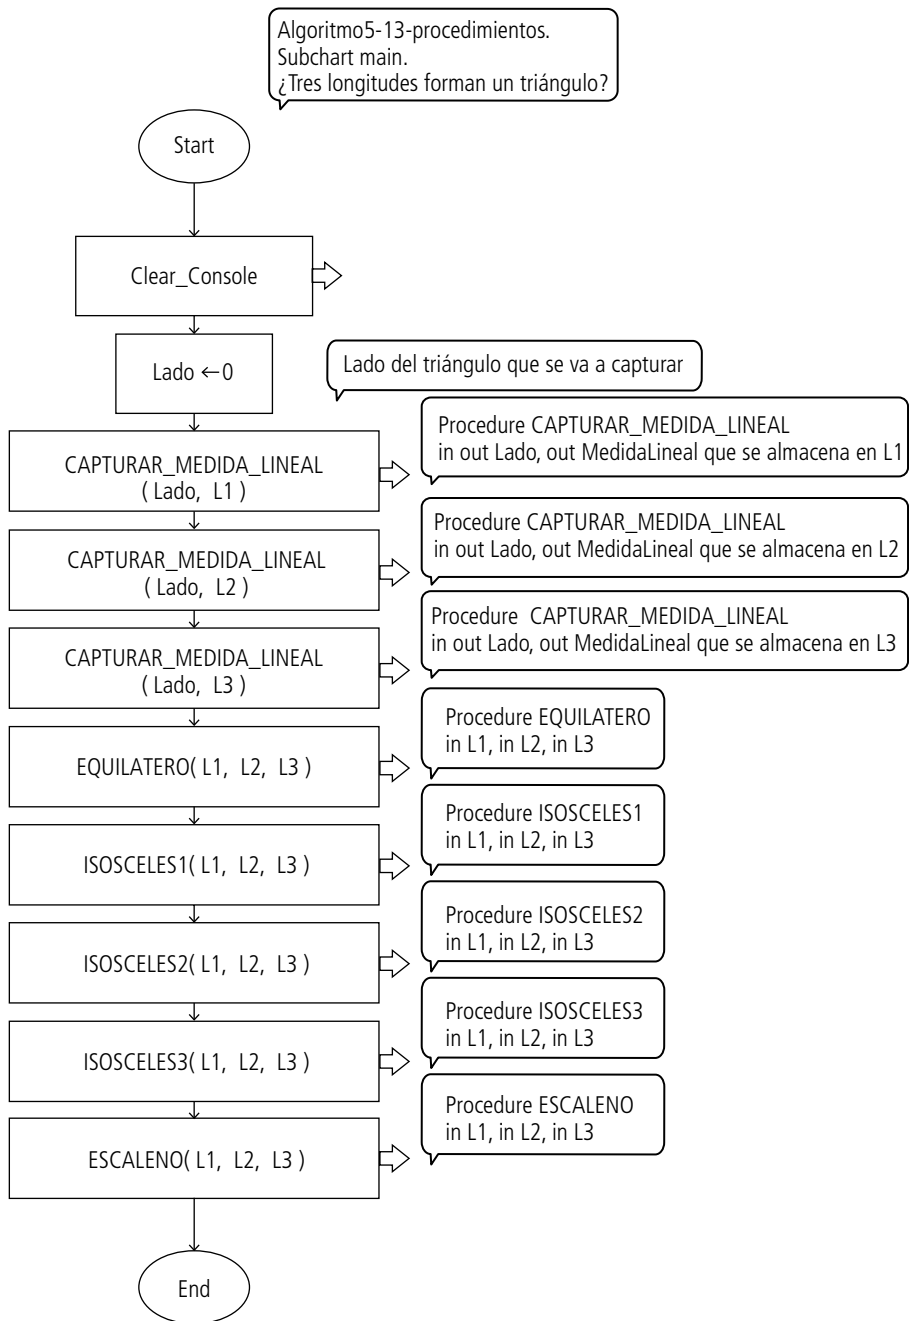 Algoritmo5-13-procedimientos.
Subchart main.
¿Tres longitudes forman un triángulo?
Start
Clear_Console
Lado ←0
Lado del triángulo que se va a capturar
CAPTURAR_MEDIDA_LINEAL
( Lado, L1 )
Procedure CAPTURAR_MEDIDA_LINEAL
in out Lado, out MedidaLineal que se almacena en L1
CAPTURAR_MEDIDA_LINEAL
( Lado, L2 )
Procedure CAPTURAR_MEDIDA_LINEAL
in out Lado, out MedidaLineal que se almacena en L2
CAPTURAR_MEDIDA_LINEAL
( Lado, L3 )
Procedure CAPTURAR_MEDIDA_LINEAL
in out Lado, out MedidaLineal que se almacena en L3
EQUILATERO( L1, L2, L3 )
Procedure EQUILATERO
in L1, in L2, in L3
ISOSCELES1( L1, L2, L3 )
Procedure ISOSCELES1
in L1, in L2, in L3
ISOSCELES2( L1, L2, L3 )
Procedure ISOSCELES2
in L1, in L2, in L3
ISOSCELES3( L1, L2, L3 )
Procedure ISOSCELES3
in L1, in L2, in L3
ESCALENO( L1, L2, L3 )
Procedure ESCALENO
in L1, in L2, in L3
End